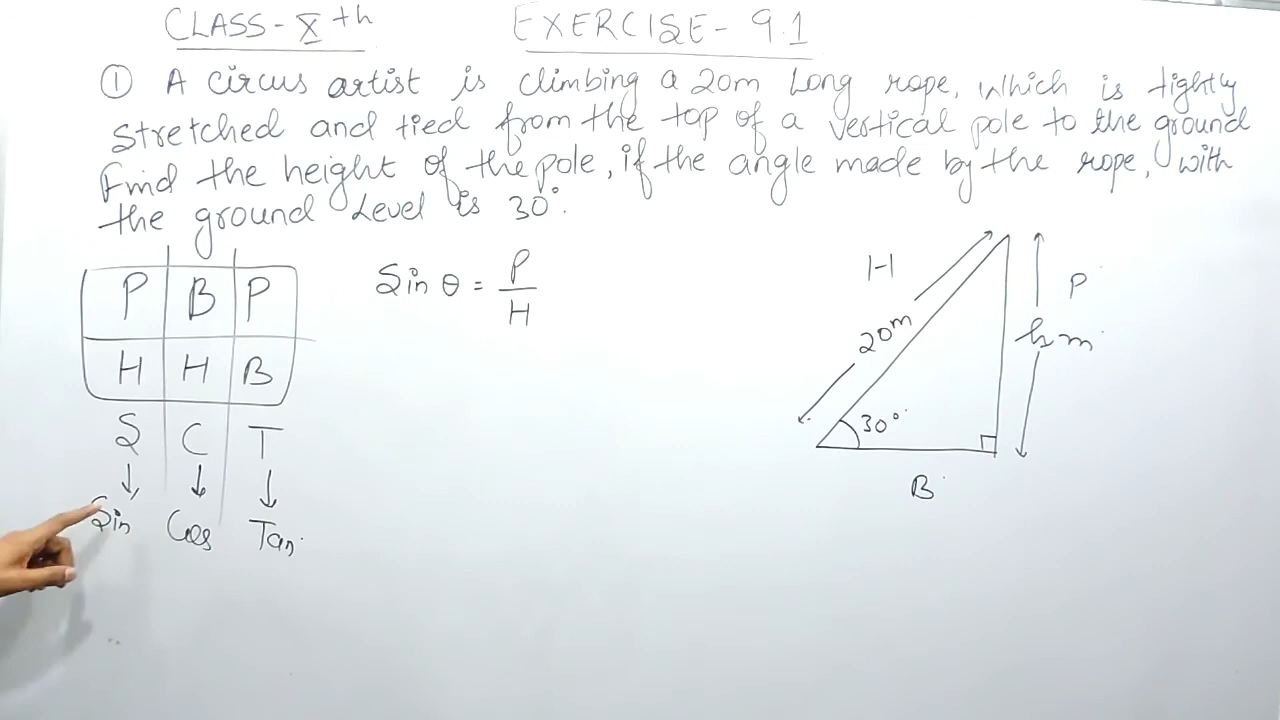 CLASS - Xth EXERCISE - 9.1
① A circus artist is climbing a 20m long rope, which is tightly
stretched and tied from the top of a vertical pole to the ground
Find the height of the pole, if the angle made by the rope, with
the ground Level is 30°.
P B P
H H B
S C T
↓ ↓ ↓
Sin Cos Tan
Sin θ = P/H
H
20m
P
h m
30°
B